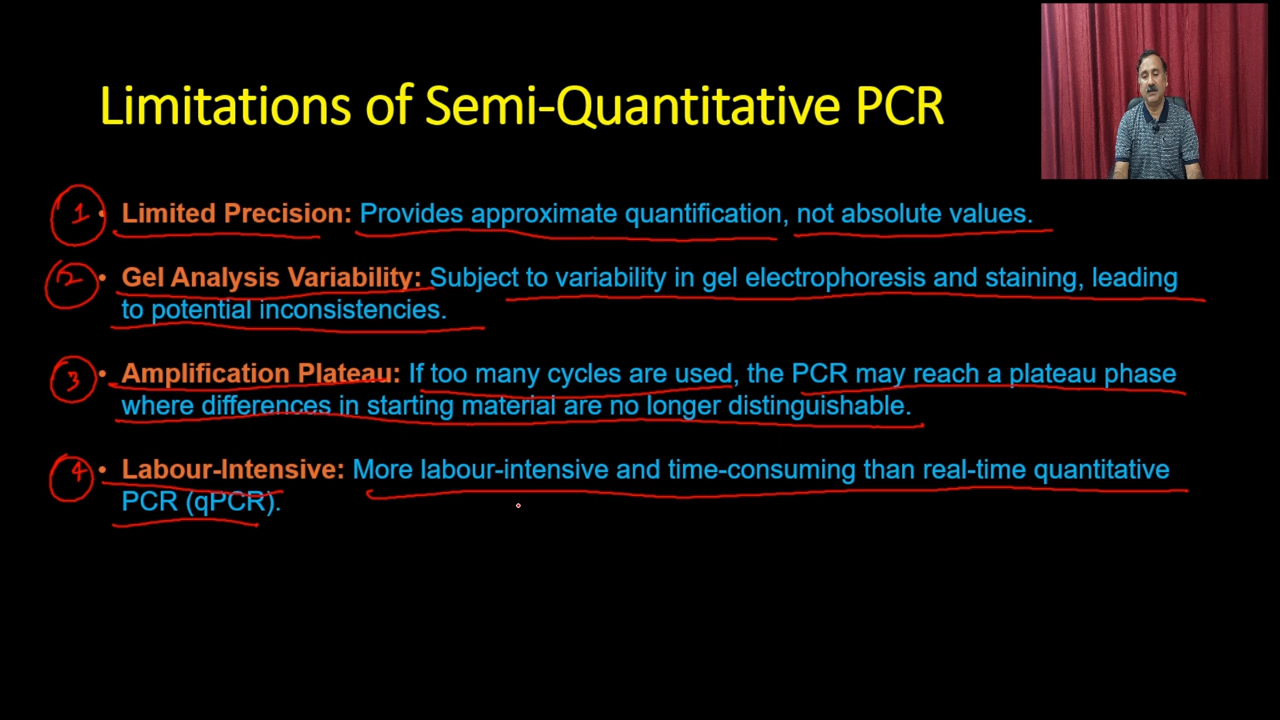 Limitations of Semi-Quantitative PCR
1 • Limited Precision: Provides approximate quantification, not absolute values.
2 • Gel Analysis Variability: Subject to variability in gel electrophoresis and staining, leading
to potential inconsistencies.
3 • Amplification Plateau: If too many cycles are used, the PCR may reach a plateau phase
where differences in starting material are no longer distinguishable.
4 • Labour-Intensive: More labour-intensive and time-consuming than real-time quantitative
PCR (qPCR).